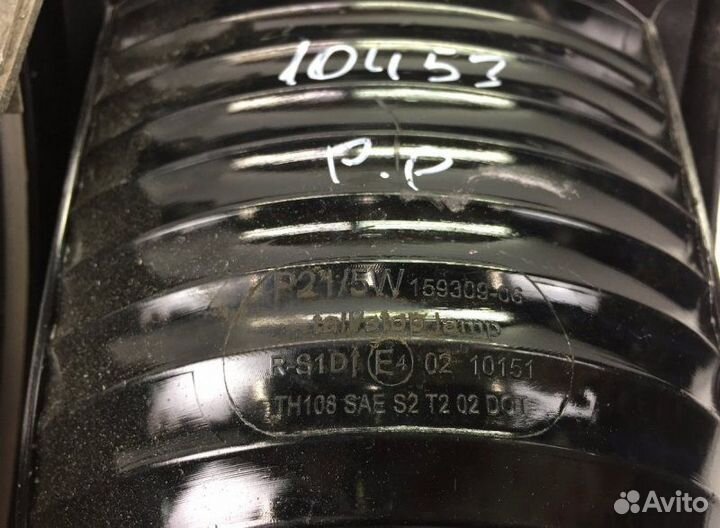 10453
P.P
P21/5W 159309-06
tail/stop lamp
R-S1D1 E4 02 10151
TH108 SAE S2 T2 02 DOT
Avito